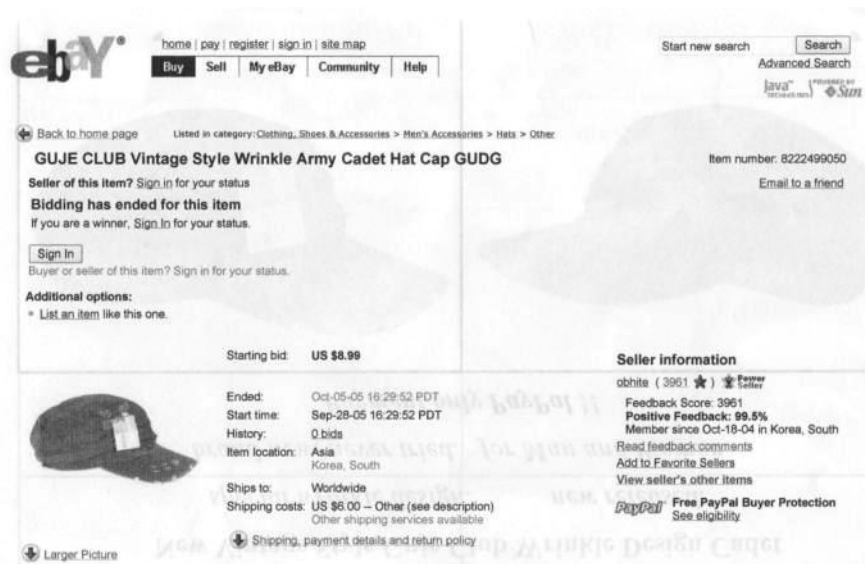 ebaY®
home | pay | register | sign in | site map
Buy Sell My eBay Community Help
Start new search Search
Advanced Search
Java™ POWERED BY Sun
Back to home page
Listed in category: Clothing, Shoes & Accessories > Men's Accessories > Hats > Other
GUJE CLUB Vintage Style Wrinkle Army Cadet Hat Cap GUDG
Item number: 8222499050
Seller of this item? Sign in for your status
Email to a friend
Bidding has ended for this item
If you are a winner, Sign In for your status.
Sign In
Buyer or seller of this item? Sign in for your status.
Additional options:
List an item like this one.
Starting bid: US $8.99
Ended: Oct-05-05 16:29:52 PDT
Start time: Sep-28-05 16:29:52 PDT
History: 0 bids
Item location: Asia
Korea, South
Ships to: Worldwide
Shipping costs: US $6.00 -- Other (see description)
Other shipping services available
Shipping, payment details and return policy
Larger Picture
Seller information
obhite ( 3961 ) Power Seller
Feedback Score: 3961
Positive Feedback: 99.5%
Member since Oct-18-04 in Korea, South
Read feedback comments
Add to Favorite Sellers
View seller's other items
PayPal Free PayPal Buyer Protection
See eligibility